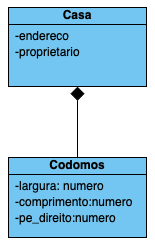 Casa
-endereco
-proprietario
Codomos
-largura: numero
-comprimento:numero
-pe_direito:numero